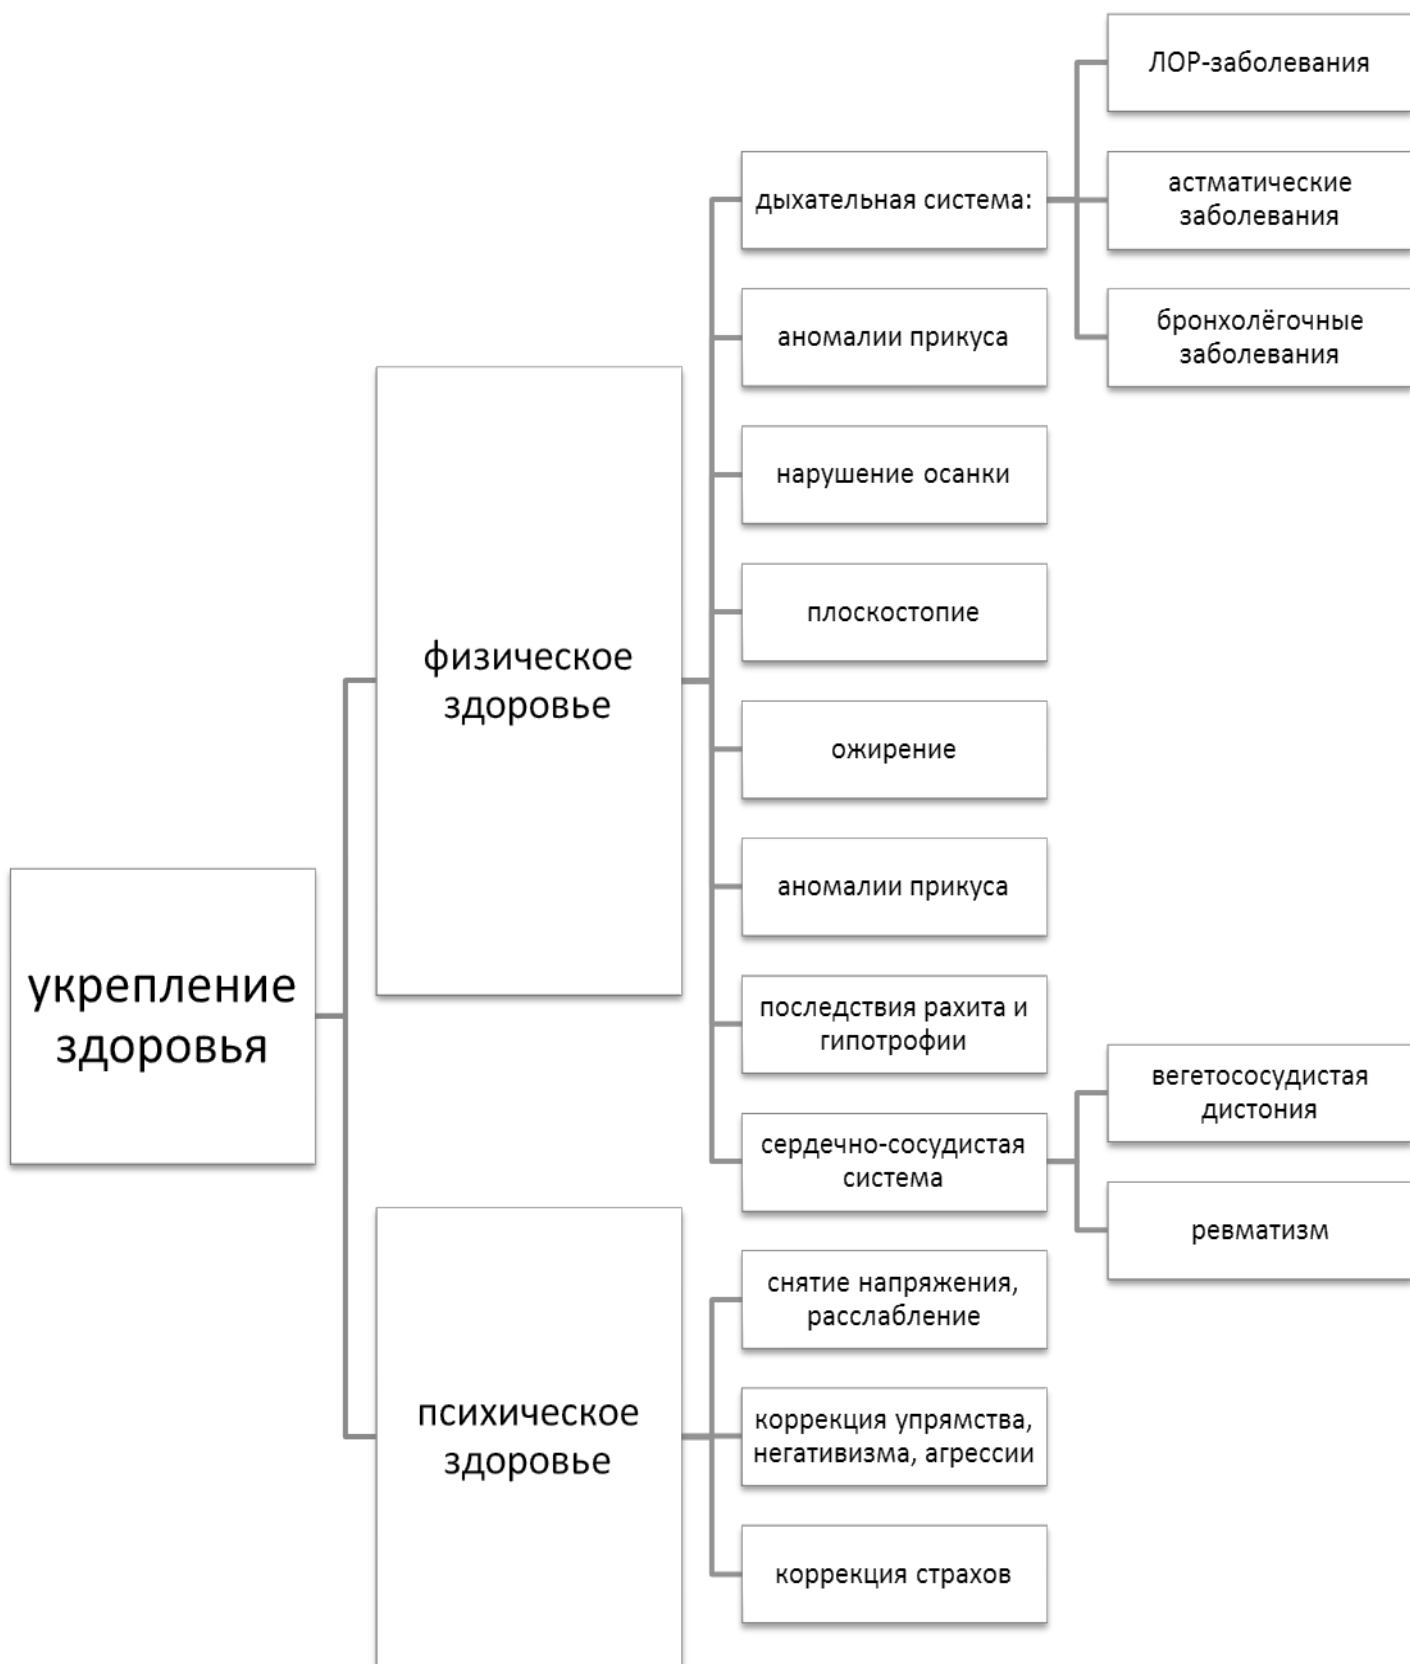 укрепление
здоровья
физическое
здоровье
дыхательная система:
ЛОР-заболевания
астматические
заболевания
бронхолёгочные
заболевания
аномалии прикуса
нарушение осанки
плоскостопие
ожирение
аномалии прикуса
последствия рахита и
гипотрофии
сердечно-сосудистая
система
вегетососудистая
дистония
ревматизм
психическое
здоровье
снятие напряжения,
расслабление
коррекция упрямства,
негативизма, агрессии
коррекция страхов